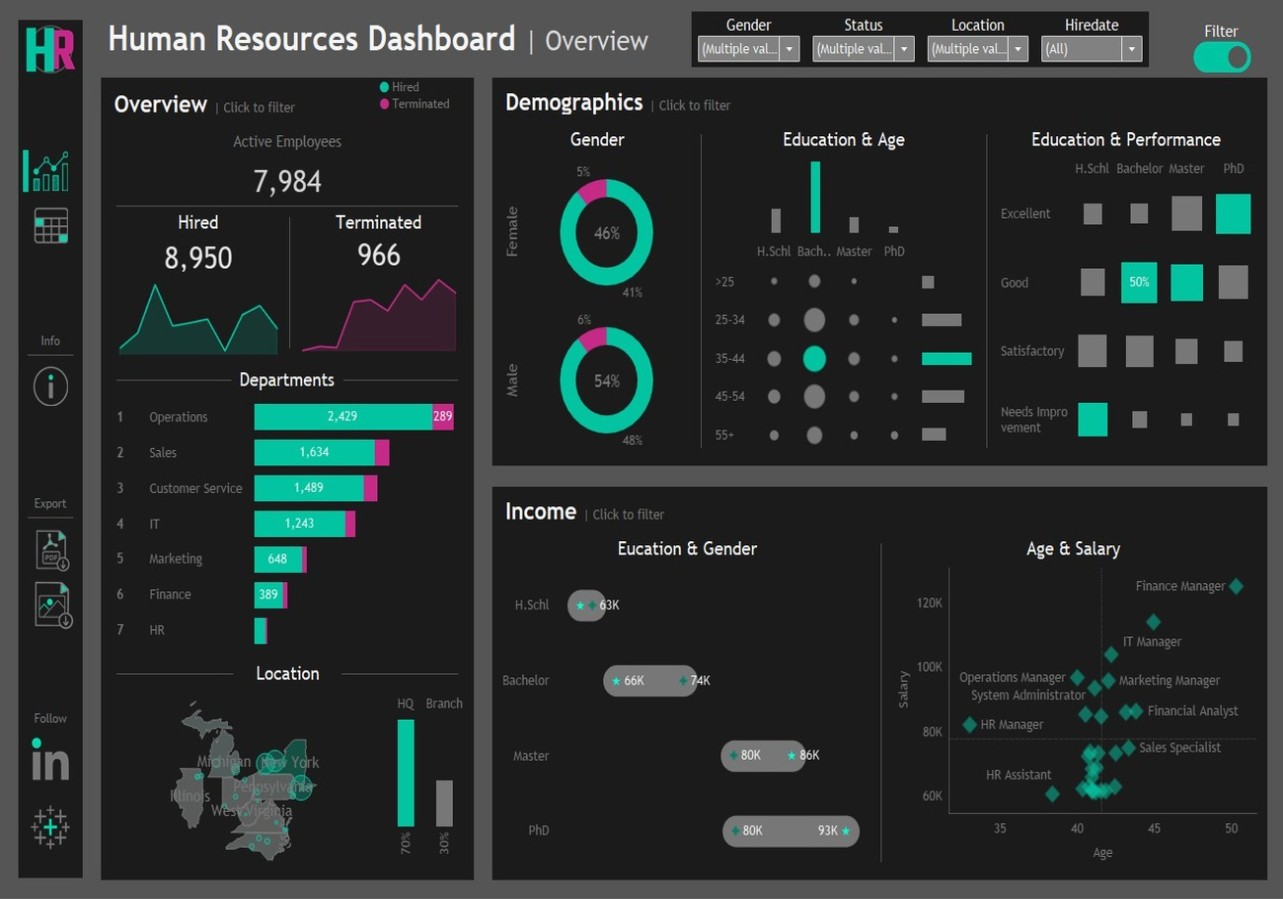 HR
Human Resources Dashboard | Overview
Gender Status Location Hiredate
(Multiple val... (Multiple val... (Multiple val... (All)
Filter
Overview | Click to filter
Hired
Terminated
Active Employees
7,984
Hired Terminated
8,950 966
Departments
1 Operations 2,429 289
2 Sales 1,634
3 Customer Service 1,489
4 IT 1,243
5 Marketing 648
6 Finance 389
7 HR
Location
HQ Branch
Michigan New York
Illinois Pennsylvania
West Virginia
70% 30%
Info
Export
PDF
Follow
in
Demographics | Click to filter
Gender
Female
5%
46%
41%
Male
6%
54%
48%
Education & Age
H.Schl Bach.. Master PhD
>25
25-34
35-44
45-54
55+
Education & Performance
H.Schl Bachelor Master PhD
Excellent
Good 50%
Satisfactory
Needs Impro
vement
Income | Click to filter
Eucation & Gender
H.Schl 63K
Bachelor 66K 74K
Master 80K 86K
PhD 80K 93K
Age & Salary
Salary
120K
100K
80K
60K
Finance Manager
IT Manager
Operations Manager Marketing Manager
System Administrator
Financial Analyst
HR Manager
Sales Specialist
HR Assistant
35 40 45 50
Age